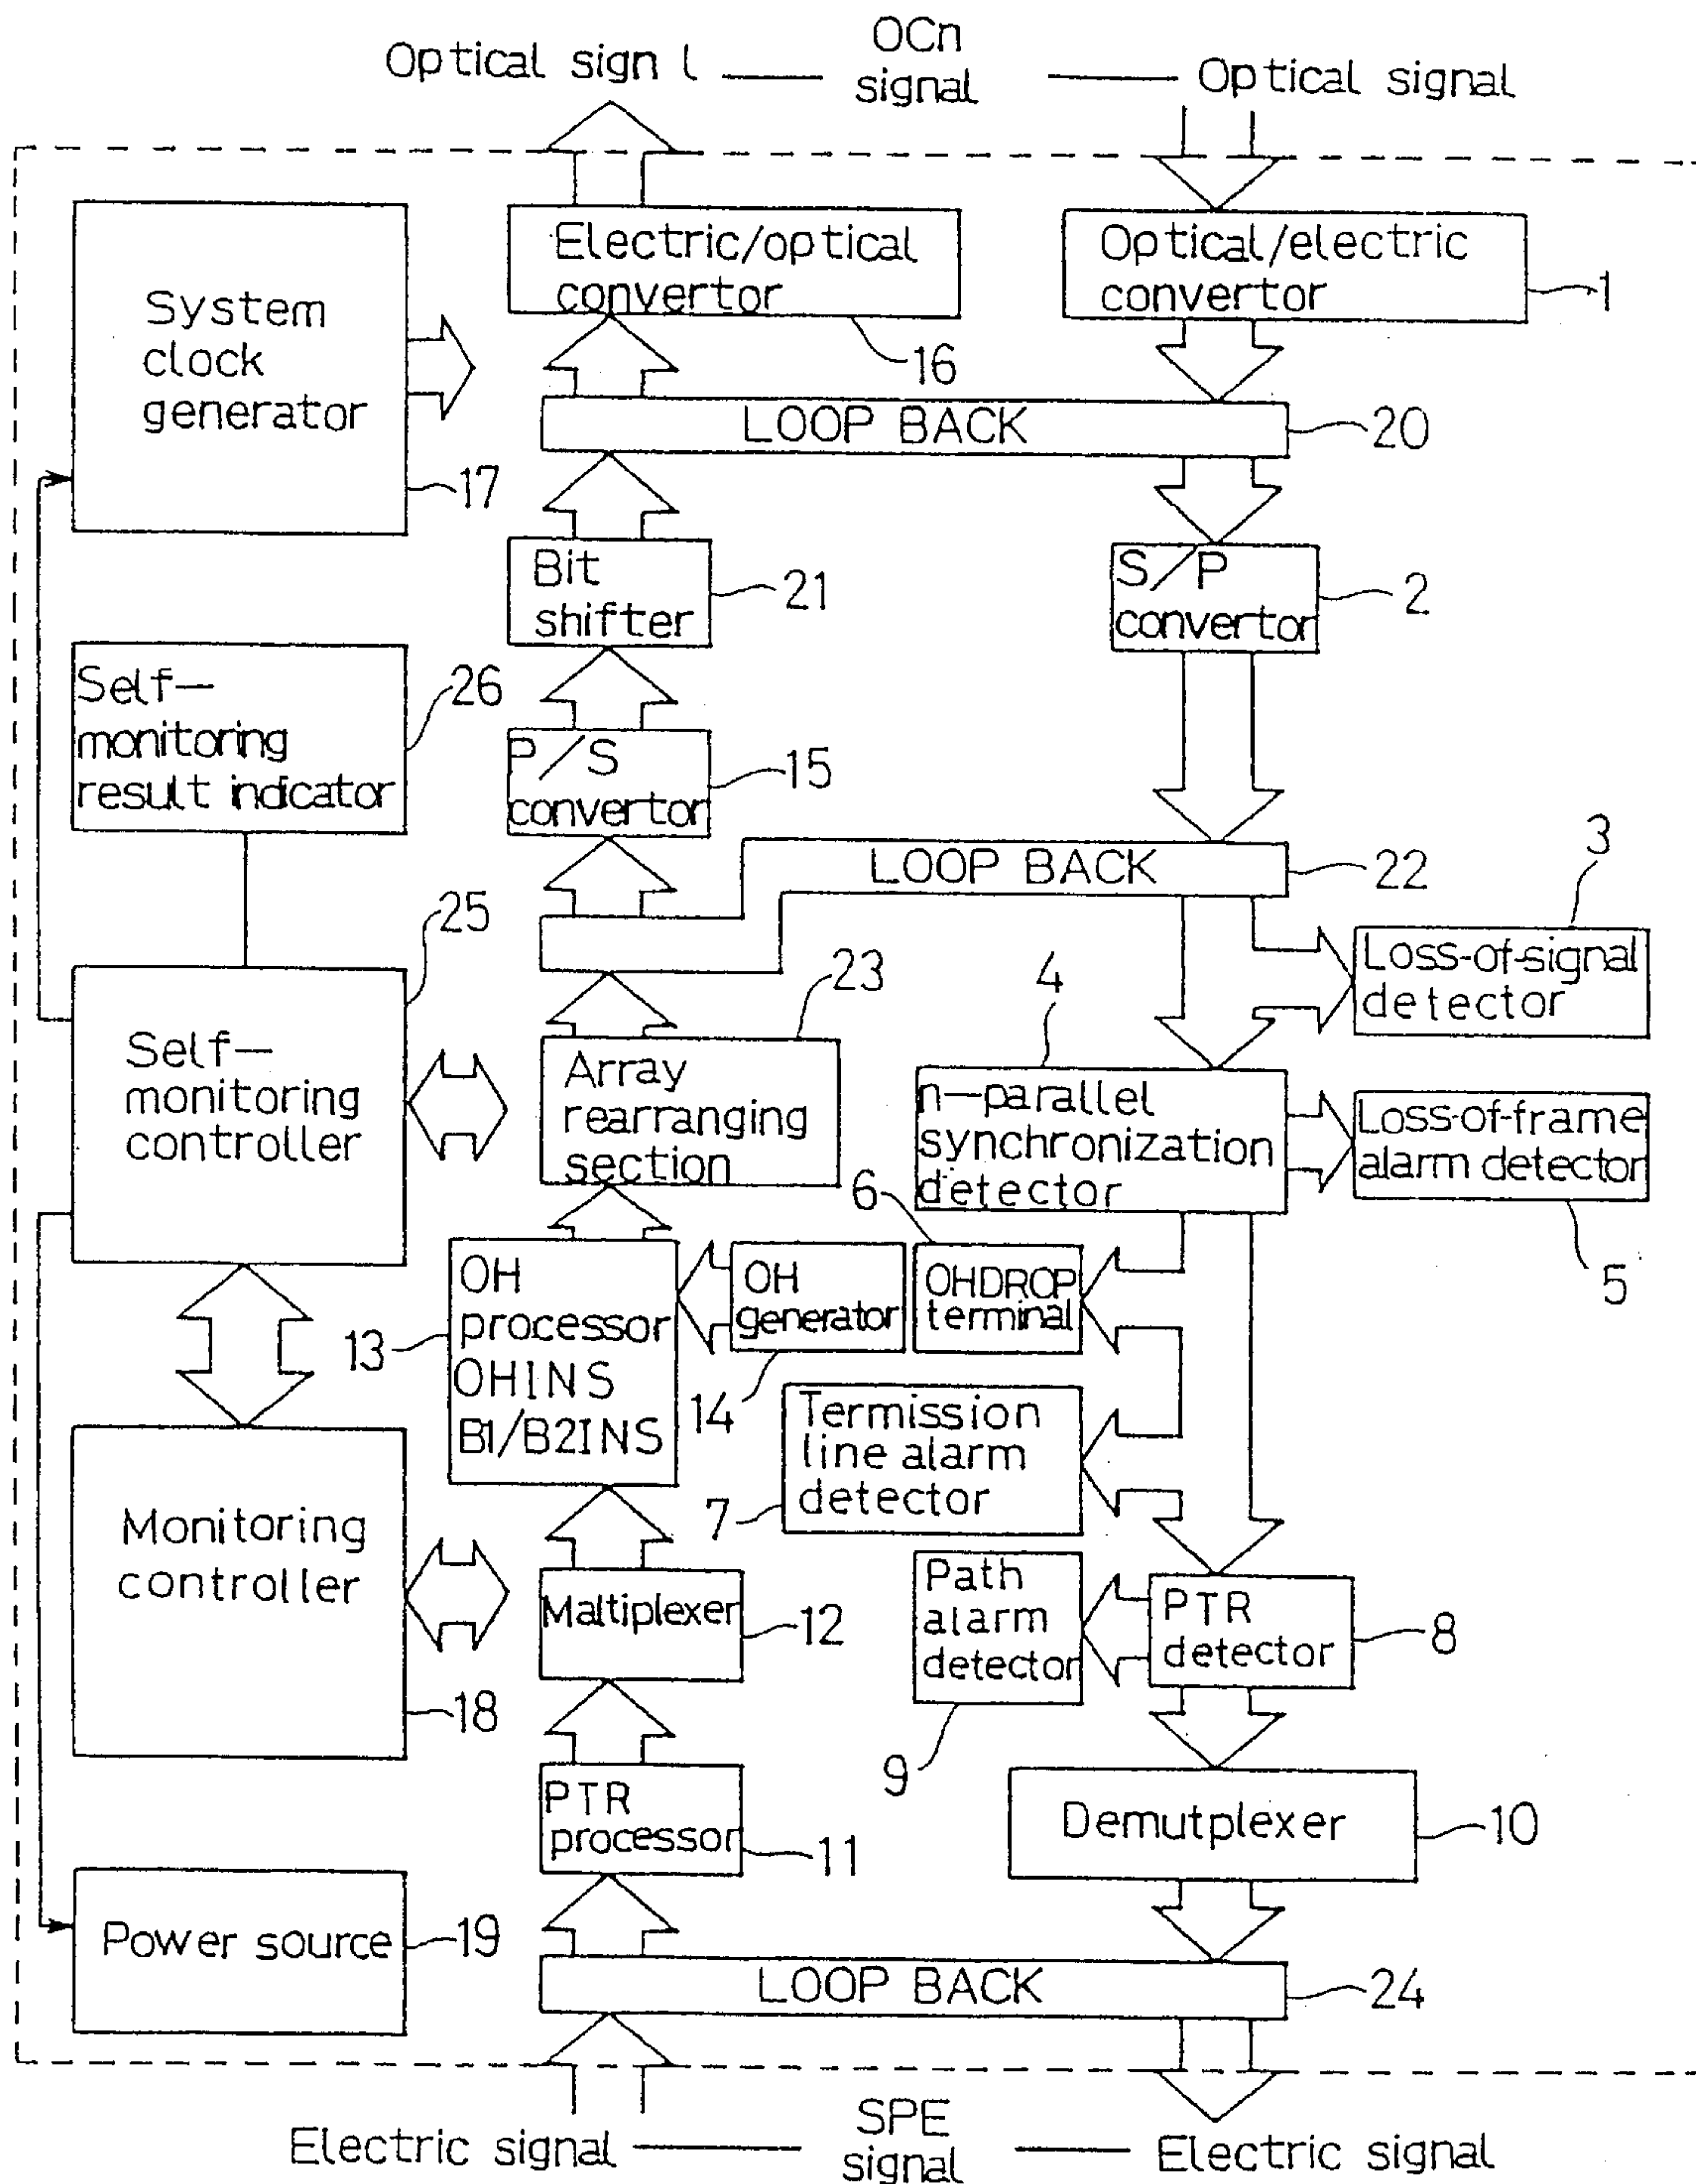 OCn
signal
Optical sign l
Optical signal
System
clock
generator
17
Electric/optical
convertor
16
Optical/electric
convertor
1
LOOP BACK
20
Bit
shifter
21
S/P
convertor
2
Self-
monitoring
result indicator
26
P/S
convertor
15
LOOP BACK
22
3
Loss-of-signal
detector
25
Self-
monitoring
controller
23
Array
rearranging
section
4
n-parallel
synchronization
detector
Loss-of-frame
alarm detector
5
6
OHDROP
terminal
OH
generator
14
13
OH
processor
OHINS
B1/B2INS
Termission
line alarm
detector
7
Monitoring
controller
18
Maltiplexer
12
Path
alarm
detector
9
PTR
detector
8
PTR
processor
11
Demutplexer
10
Power source
19
LOOP BACK
24
Electric signal
SPE
signal
Electric signal